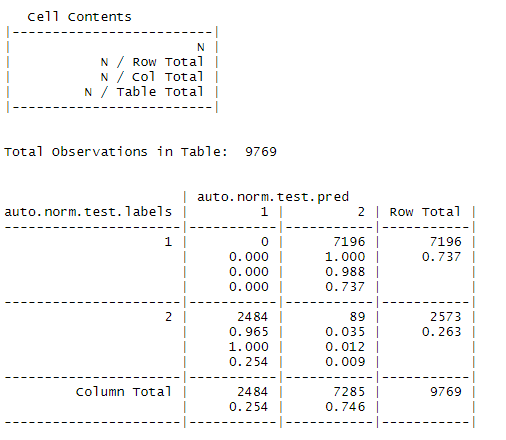 Cell Contents
|-------------------------|
|                       N |
|           N / Row Total |
|           N / Col Total |
|         N / Table Total |
|-------------------------|
Total Observations in Table:  9769
                     | auto.norm.test.pred
auto.norm.test.labels |         1 |         2 | Row Total |
----------------------|-----------|-----------|-----------|
                    1 |         0 |      7196 |      7196 |
                      |     0.000 |     1.000 |     0.737 |
                      |     0.000 |     0.988 |           |
                      |     0.000 |     0.737 |           |
----------------------|-----------|-----------|-----------|
                    2 |      2484 |        89 |      2573 |
                      |     0.965 |     0.035 |     0.263 |
                      |     1.000 |     0.012 |           |
                      |     0.254 |     0.009 |           |
----------------------|-----------|-----------|-----------|
         Column Total |      2484 |      7285 |      9769 |
                      |     0.254 |     0.746 |           |
----------------------|-----------|-----------|-----------|